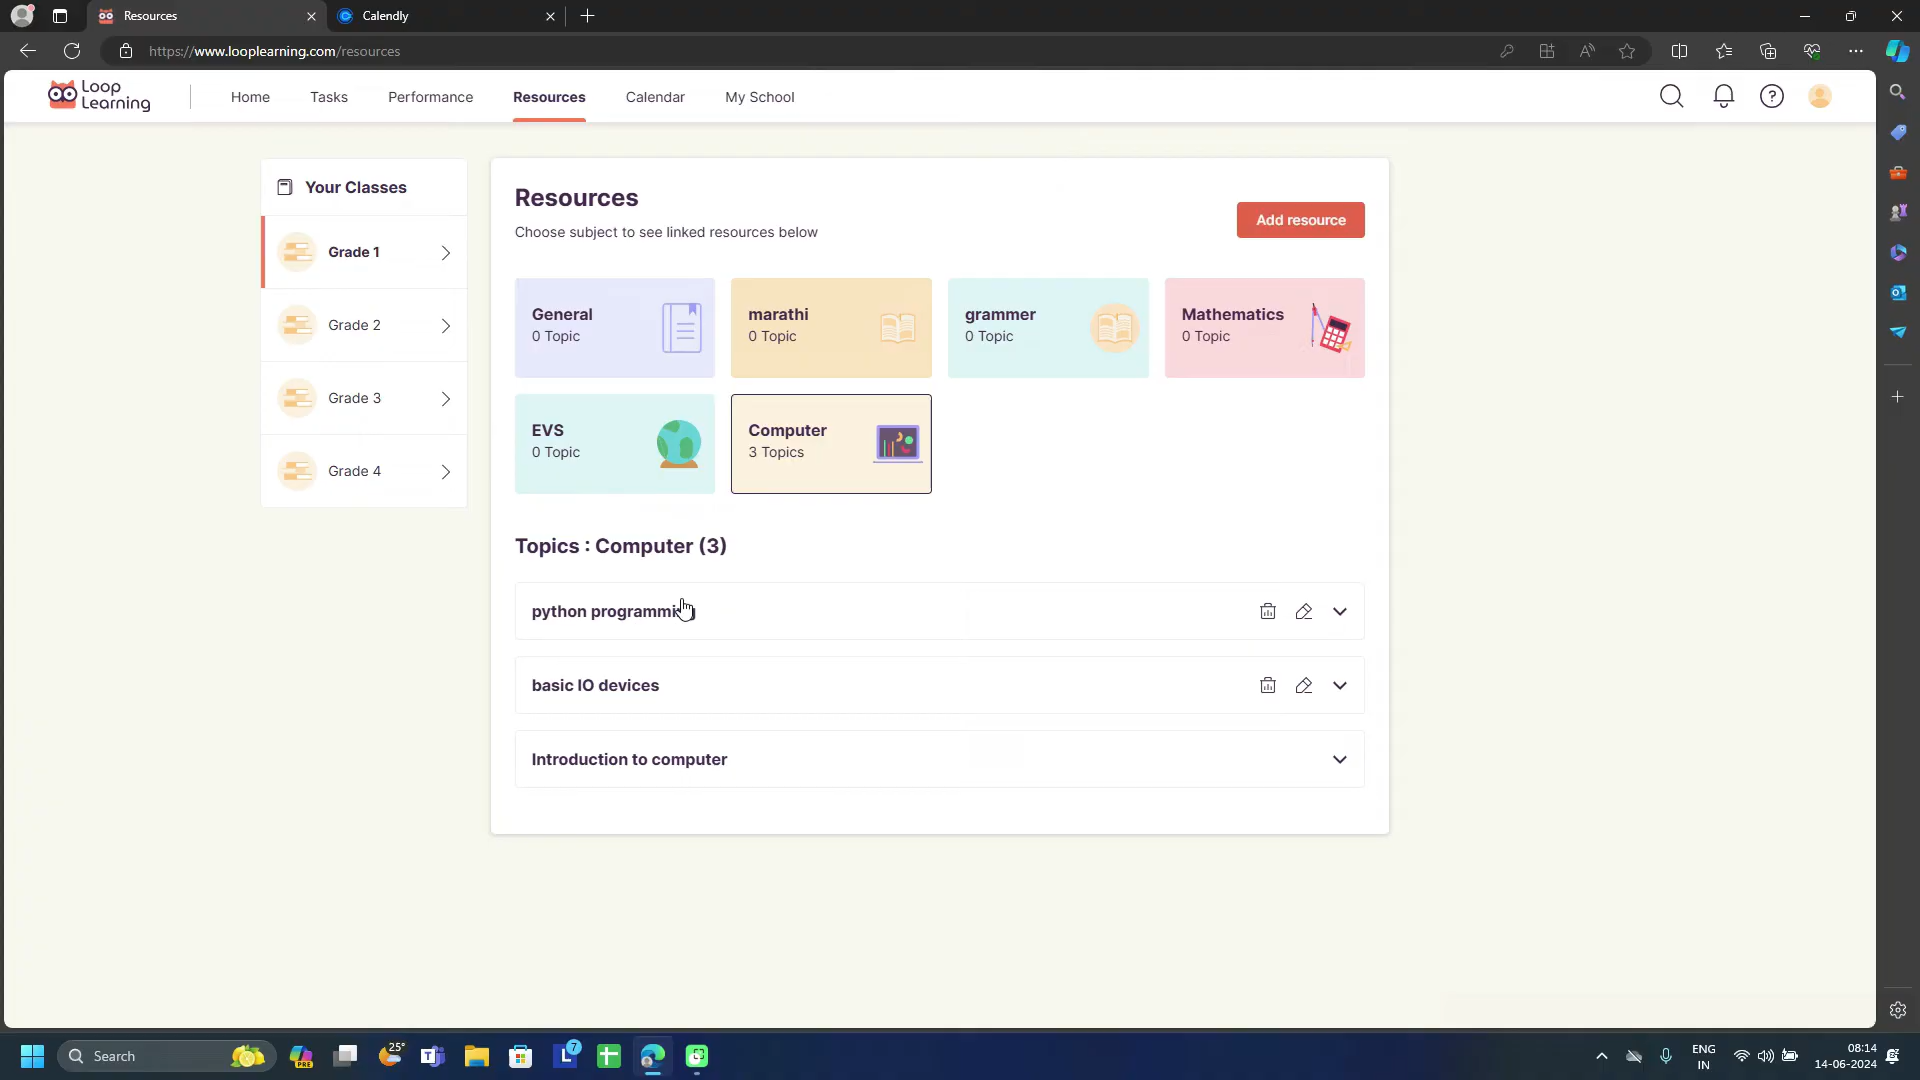 Resources
Calendly
https://www.looplearning.com/resources
Loop
Learning
Home
Tasks
Performance
Resources
Calendar
My School
Your Classes
Grade 1
Grade 2
Grade 3
Grade 4
Resources
Choose subject to see linked resources below
Add resource
General
0 Topic
marathi
0 Topic
grammer
0 Topic
Mathematics
0 Topic
EVS
0 Topic
Computer
3 Topics
Topics : Computer (3)
python
basic IO devices
Introduction to computer
Search
PRE
25°
7
ENG
IN
08:14
14-06-2024